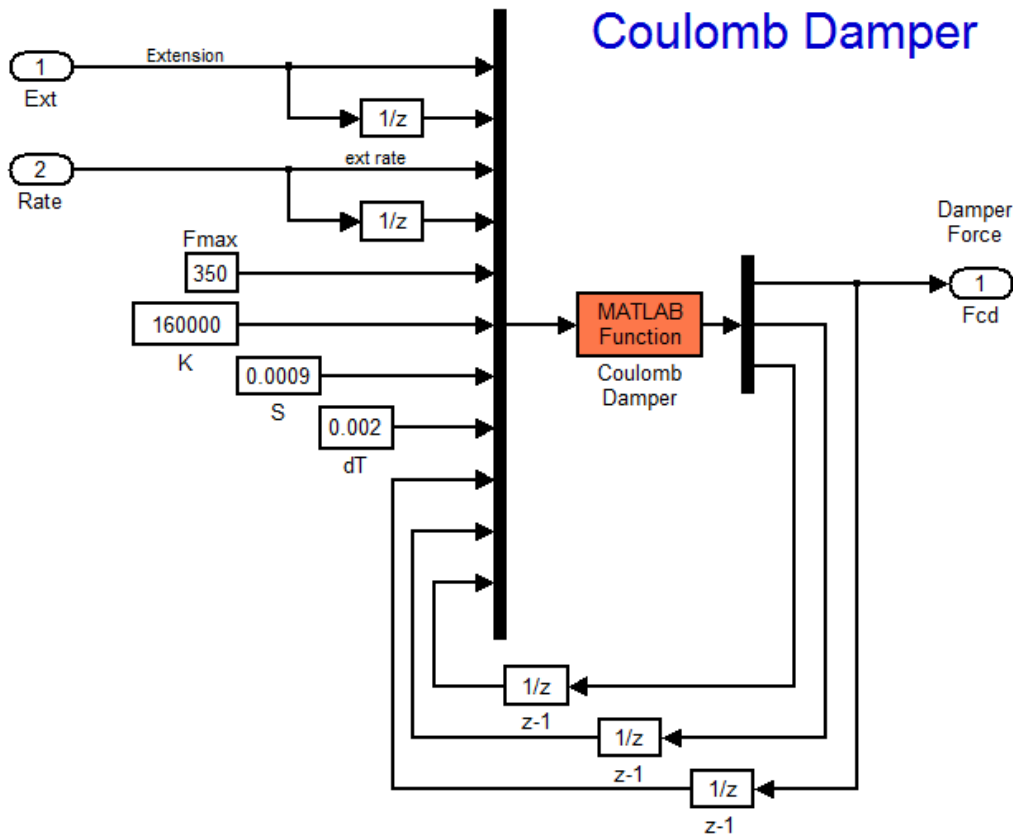 Coulomb Damper
1
Extension
Ext
1/z
2
ext rate
Rate
1/z
Fmax
350
160000
K
0.0009
S
0.002
dT
MATLAB
Function
Coulomb
Damper
Damper
Force
1
Fcd
1/z
z-1
1/z
z-1
1/z
z-1